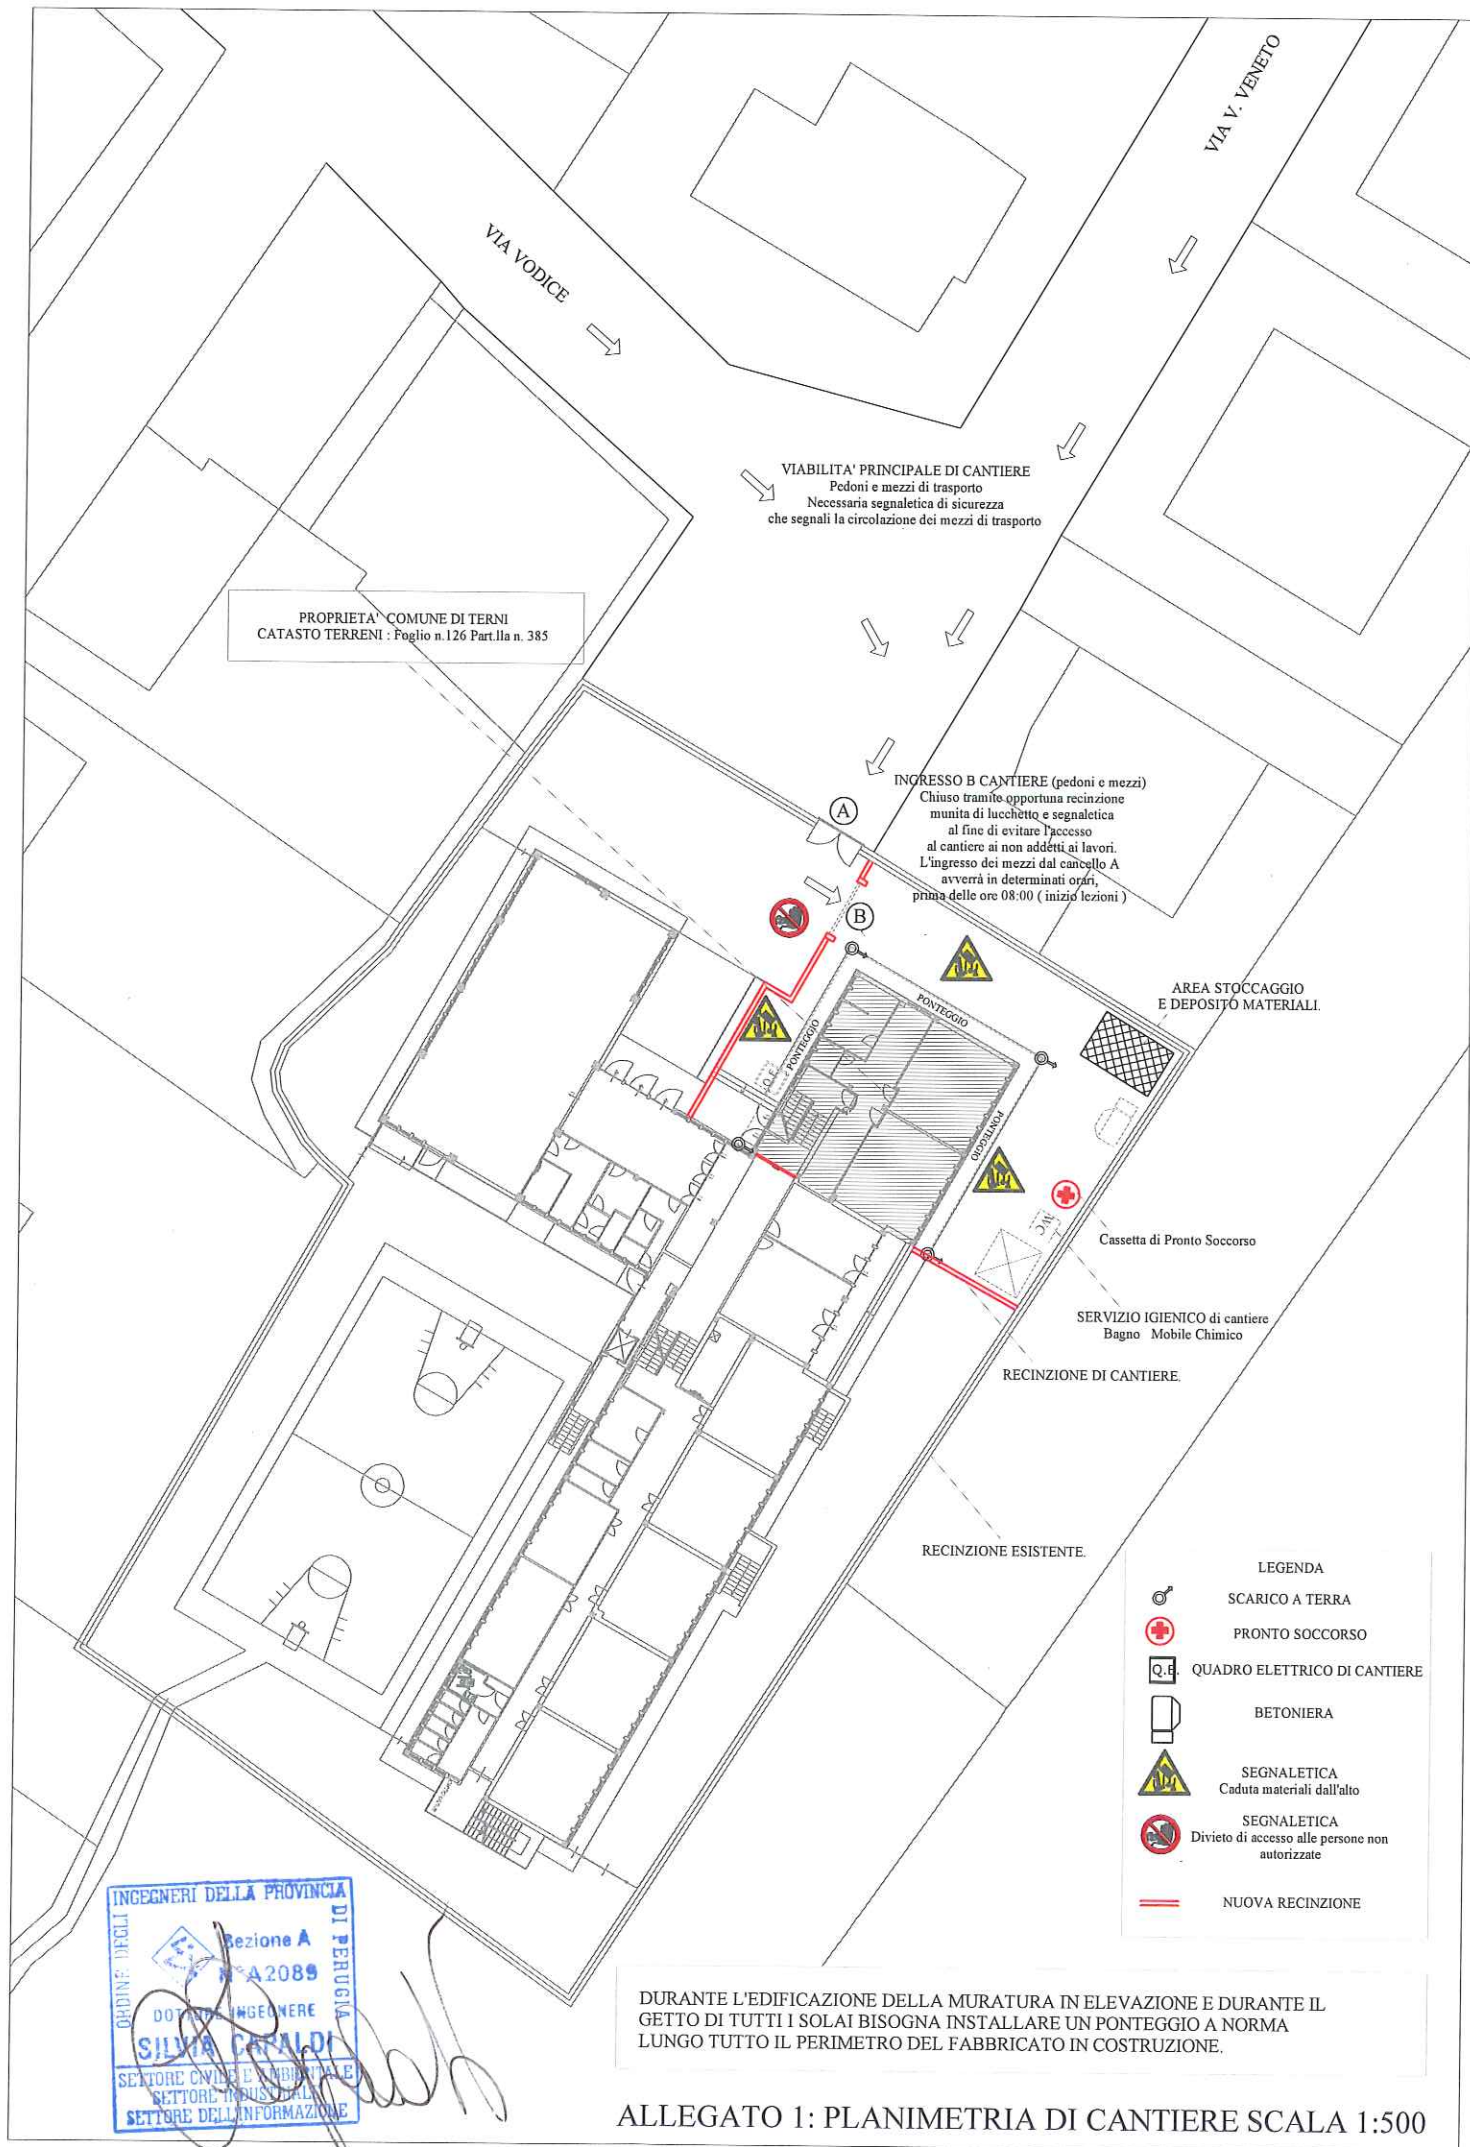 VIA V. VENETO
VIA VODICE
VIABILITA' PRINCIPALE DI CANTIERE
Pedoni e mezzi di trasporto
Necessaria segnaletica di sicurezza
che segnali la circolazione dei mezzi di trasporto
PROPRIETA' COMUNE DI TERNI
CATASTO TERRENI : Foglio n.126 Part.lla n. 385
INGRESSO B CANTIERE (pedoni e mezzi)
Chiuso tramite opportuna recinzione
munita di lucchetto e segnaletica
al fine di evitare l'accesso
al cantiere ai non addetti ai lavori.
L'ingresso dei mezzi dal cancello A
avverrà in determinati orari,
prima delle ore 08:00 ( inizio lezioni )
A
B
AREA STOCCAGGIO
E DEPOSITO MATERIALI.
PONTEGGIO
PONTEGGIO
PONTEGGIO
Q.E.
WC
Cassetta di Pronto Soccorso
SERVIZIO IGIENICO di cantiere
Bagno Mobile Chimico
RECINZIONE DI CANTIERE.
RECINZIONE ESISTENTE.
LEGENDA
SCARICO A TERRA
PRONTO SOCCORSO
Q.E. QUADRO ELETTRICO DI CANTIERE
BETONIERA
SEGNALETICA
Caduta materiali dall'alto
SEGNALETICA
Divieto di accesso alle persone non
autorizzate
NUOVA RECINZIONE
ORDINE DEGLI
INGEGNERI DELLA PROVINCIA
DI PERUGIA
Sezione A
N° A2089
DOTTORE INGEGNERE
SILVIA CAPALDI
SETTORE CIVILE E AMBIENTALE
SETTORE INDUSTRIALE
SETTORE DELL'INFORMAZIONE
DURANTE L'EDIFICAZIONE DELLA MURATURA IN ELEVAZIONE E DURANTE IL
GETTO DI TUTTI I SOLAI BISOGNA INSTALLARE UN PONTEGGIO A NORMA
LUNGO TUTTO IL PERIMETRO DEL FABBRICATO IN COSTRUZIONE.
ALLEGATO 1: PLANIMETRIA DI CANTIERE SCALA 1:500